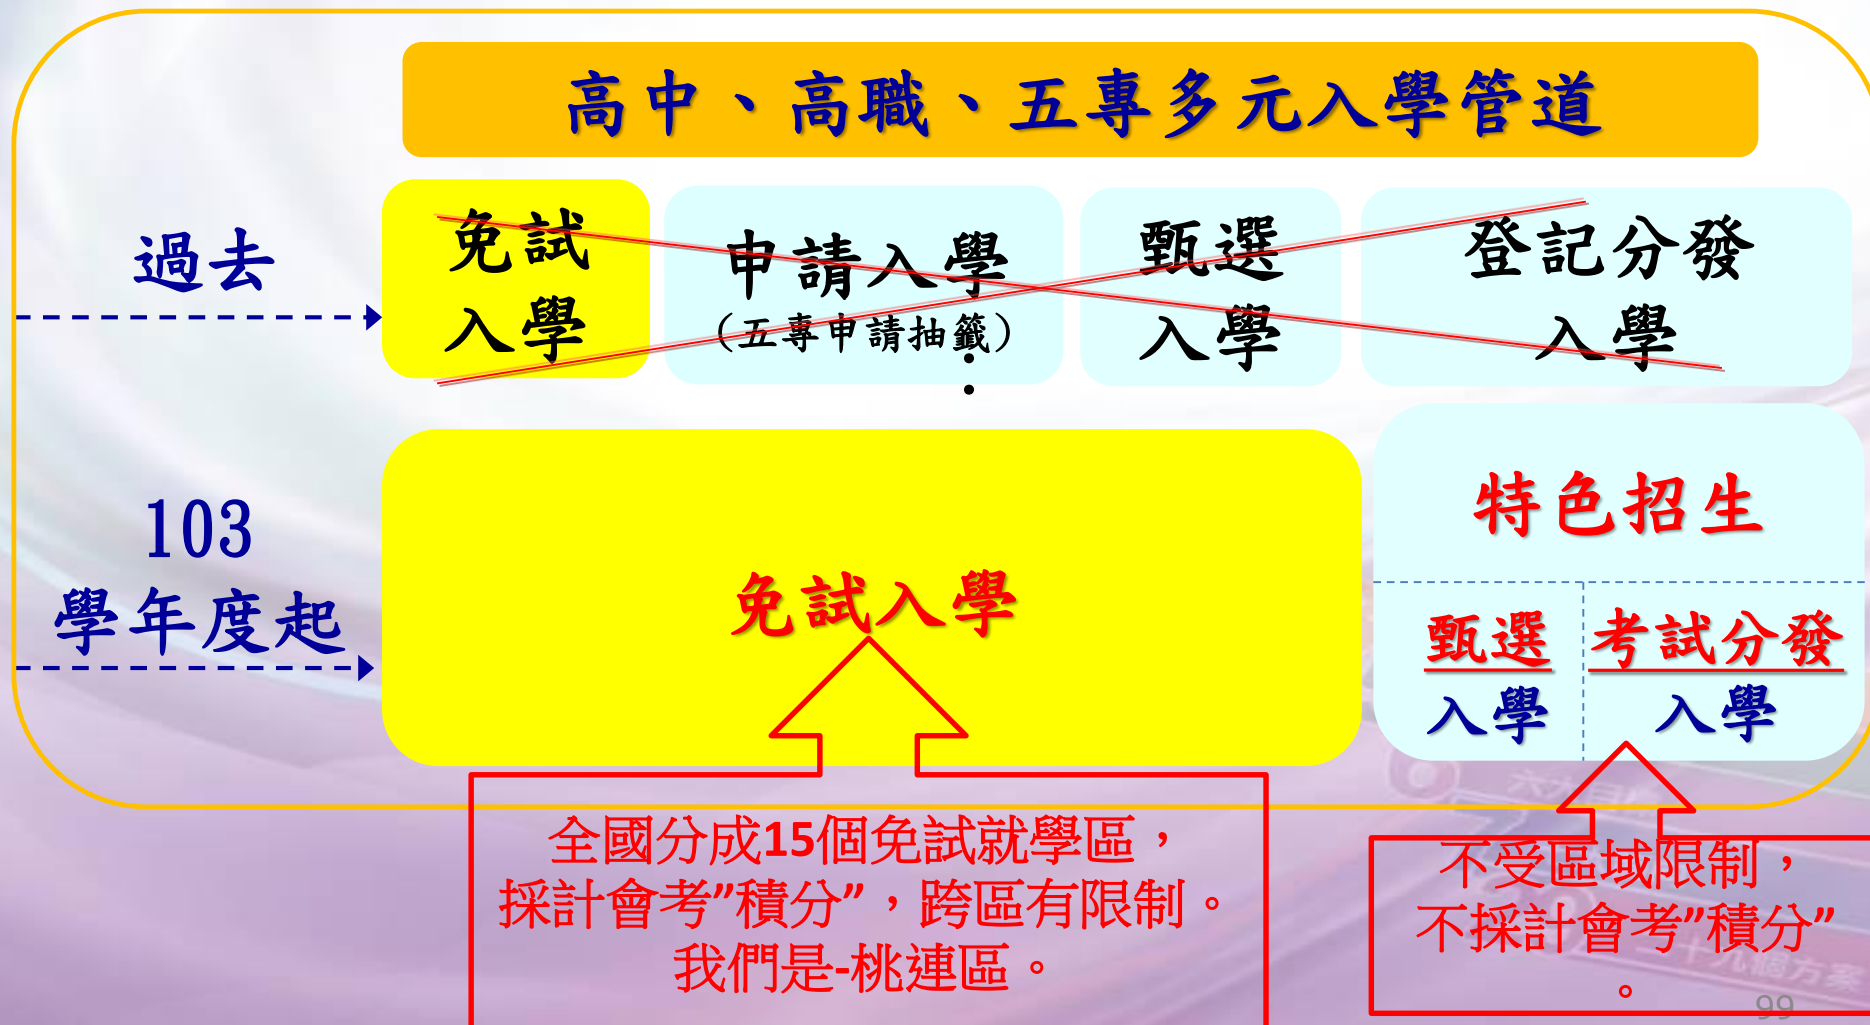 高中、高職、五專多元入學管道
過去
免試
入學
申請入學
（五專申請抽籤）
甄選
入學
登記分發
入學
103
學年度起
免試入學
特色招生
甄選
入學
考試分發
入學
全國分成15個免試就學區，
採計會考”積分”，跨區有限制。
我們是-桃連區。
不受區域限制，
不採計會考”積分”
。
十九個方案
99